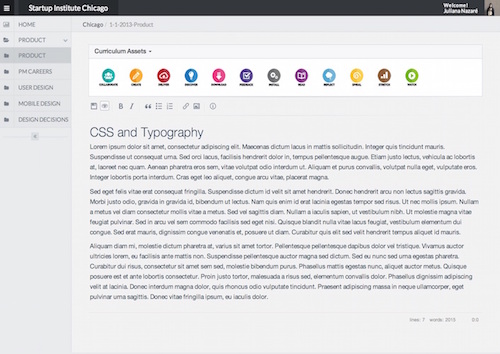 Startup Institute Chicago
Welcome!
Juliana Nazaré
HOME
PRODUCT
PRODUCT
PM CAREERS
USER DESIGN
MOBILE DESIGN
DESIGN DECISIONS
Chicago / 1-1-2013-Product
Curriculum Assets
COLLABORATE CREATE DISCUSS DISCOVER DOWNLOAD FEEDBACK INSTALL READ REFLECT SPIRAL WATCH
B I
CSS and Typography
Lorem ipsum dolor sit amet, consectetur adipiscing elit. Maecenas dictum lacus in mattis sollicitudin. Integer quis tincidunt mauris.
Suspendisse ut consequat urna. Sed orci lacus, facilisis hendrerit dolor in, tempus pellentesque augue. Etiam justo lectus, vehicula ac lobortis
at, laoreet nec quam. Aenean pharetra eros sem, vitae volutpat odio interdum ut. Aliquam et purus convallis, volutpat nulla eget, vulputate eros.
Integer lobortis porta interdum. Cras eget leo aliquet, congue arcu vitae, placerat magna.
Sed eget felis vitae erat consequat fringilla. Suspendisse dictum id velit sit amet hendrerit. Donec hendrerit arcu non lectus sagittis gravida.
Morbi justo odio, gravida in gravida id, bibendum ut lectus. Nam quis enim id erat lacinia egestas tempor sed risus. Ut nec mollis ipsum. Nullam
a metus vel diam consectetur mollis vitae a metus. Sed vel sagittis diam. Nullam a iaculis sapien, ut vestibulum nibh. Ut molestie magna vitae
feugiat pulvinar. Sed in arcu vel sem commodo facilisis sed eget nisi. Quisque blandit nulla vitae lacus feugiat, vestibulum elementum dui
congue. Sed erat mauris, dignissim congue venenatis et, posuere ut diam. Curabitur quis elit sed velit hendrerit tempus aliquet id mauris.
Aliquam diam mi, molestie dictum pharetra at, varius sit amet tortor. Pellentesque pellentesque dapibus dolor vel tristique. Vivamus auctor
ultricies lorem, eu facilisis ante mattis non. Suspendisse pellentesque auctor magna sed dictum. Sed eu nunc sed urna egestas pharetra.
Curabitur dui risus, consectetur sit amet sem sed, molestie bibendum purus. Phasellus mattis egestas nunc, aliquet auctor metus. Quisque
posuere est et ante lobortis consectetur. Proin justo tortor, malesuada a risus sed, elementum convallis dolor. Phasellus dignissim adipiscing
velit at lacinia. Donec interdum magna dolor, quis rhoncus odio vulputate tincidunt. Praesent adipiscing massa in neque ullamcorper, eget
pulvinar urna sagittis. Donec vitae fringilla ipsum, eu iaculis dolor.
lines: 7 words: 2015 0:0